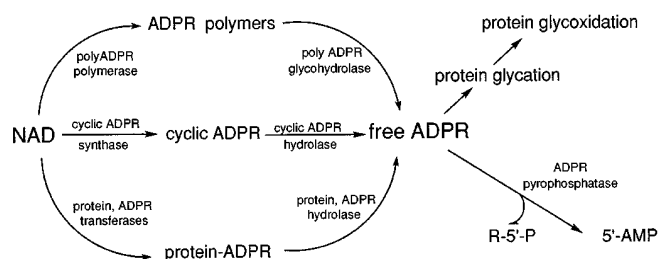 ADPR polymers
protein glycoxidation
polyADPR
polymerase
poly ADPR
glycohydrolase
protein glycation
NAD
cyclic ADPR
synthase
cyclic ADPR
cyclic ADPR
hydrolase
free ADPR
protein, ADPR
transferases
protein, ADPR
hydrolase
ADPR
pyrophosphatase
protein-ADPR
R-5'-P
5'-AMP